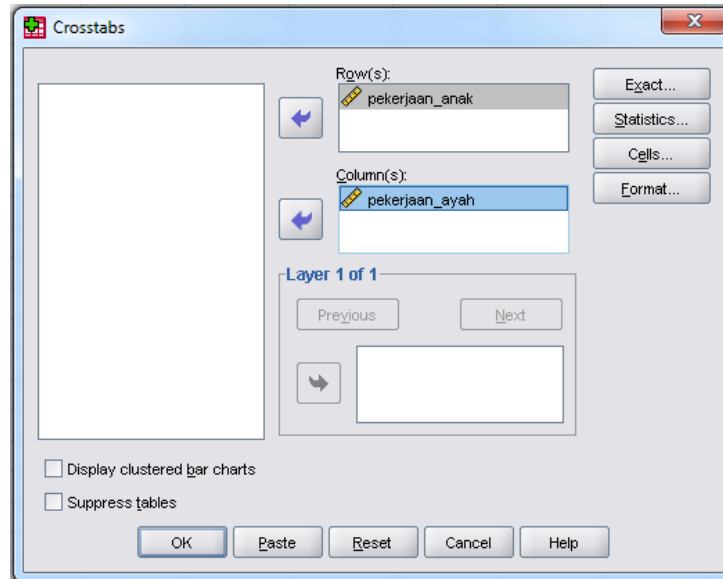 Crosstabs
Row(s):
pekerjaan_anak
Column(s):
pekerjaan_ayah
Exact...
Statistics...
Cells...
Format...
Layer 1 of 1
Previous
Next
Display clustered bar charts
Suppress tables
OK
Paste
Reset
Cancel
Help